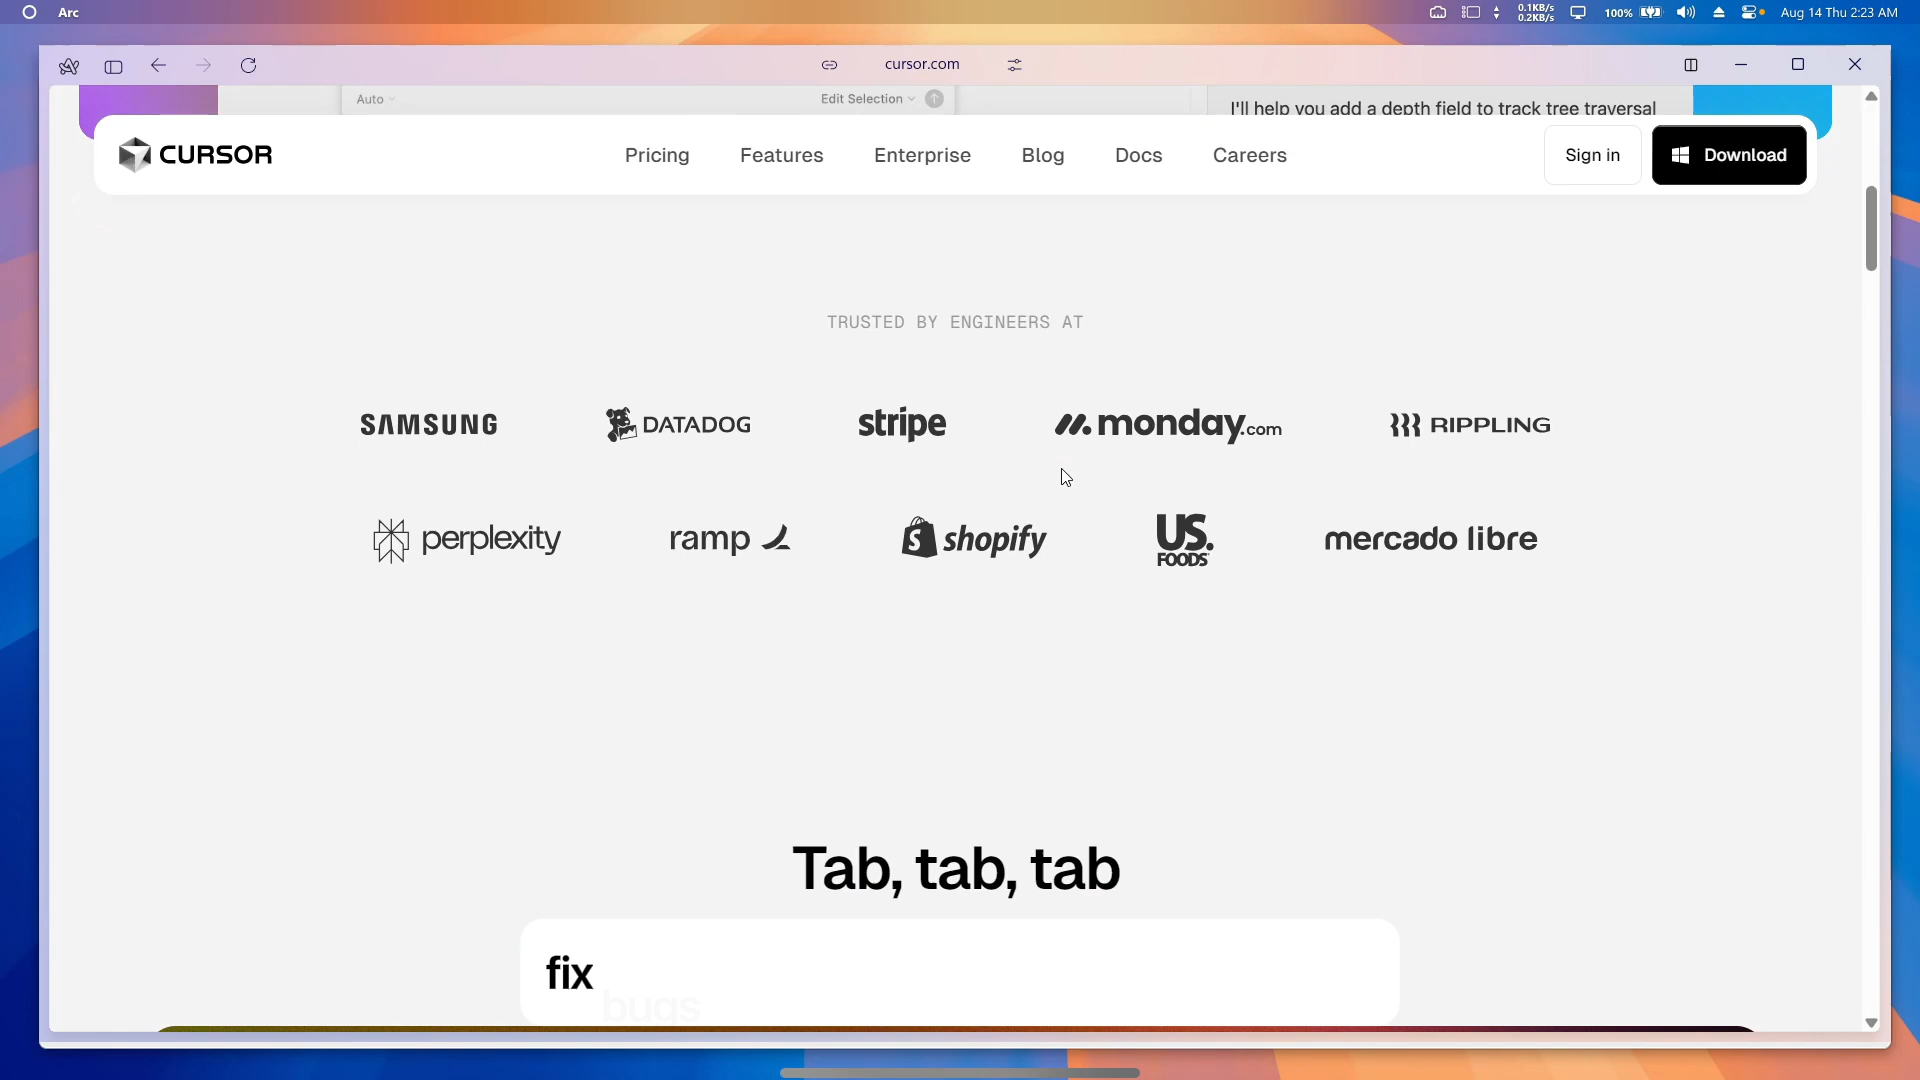 Arc
0.1KB/s
0.2KB/s
100%
Aug 14 Thu 2:23 AM
cursor.com
Auto
Edit Selection
I'll help you add a depth field to track tree traversal
CURSOR
Pricing
Features
Enterprise
Blog
Docs
Careers
Sign in
Download
TRUSTED BY ENGINEERS AT
SAMSUNG
DATADOG
stripe
monday.com
RIPPLING
perplexity
ramp
shopify
US.
FOODS
mercado libre
Tab, tab, tab
fix
bugs